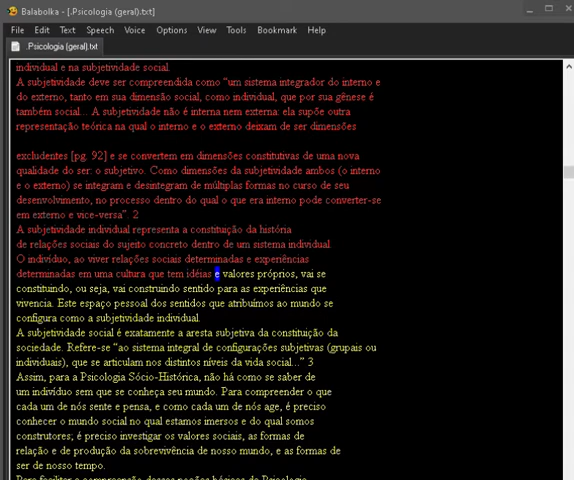 Balabolka - [.Psicologia (geral).txt]
File Edit Text Speech Voice Options View Tools Bookmark Help
.Psicologia (geral).txt
individual e na subjetividade social.
A subjetividade deve ser compreendida como “um sistema integrador do interno e
do externo, tanto em sua dimensão social, como individual, que por sua gênese é
também social... A subjetividade não é interna nem externa: ela supõe outra
representação teórica na qual o interno e o externo deixam de ser dimensões
excludentes [pg. 92] e se convertem em dimensões constitutivas de uma nova
qualidade do ser: o subjetivo. Como dimensões da subjetividade ambos (o interno
e o externo) se integram e desintegram de múltiplas formas no curso de seu
desenvolvimento, no processo dentro do qual o que era interno pode converter-se
em externo e vice-versa”. 2
A subjetividade individual representa a constituição da história
de relações sociais do sujeito concreto dentro de um sistema individual.
O indivíduo, ao viver relações sociais determinadas e experiências
determinadas em uma cultura que tem idéias e valores próprios, vai se
constituindo, ou seja, vai construindo sentido para as experiências que
vivencia. Este espaço pessoal dos sentidos que atribuímos ao mundo se
configura como a subjetividade individual.
A subjetividade social é exatamente a aresta subjetiva da constituição da
sociedade. Refere-se “ao sistema integral de configurações subjetivas (grupais ou
individuais), que se articulam nos distintos níveis da vida social...” 3
Assim, para a Psicologia Sócio-Histórica, não há como se saber de
um indivíduo sem que se conheça seu mundo. Para compreender o que
cada um de nós sente e pensa, e como cada um de nós age, é preciso
conhecer o mundo social no qual estamos imersos e do qual somos
construtores; é preciso investigar os valores sociais, as formas de
relação e de produção da sobrevivência de nosso mundo, e as formas de
ser de nosso tempo.
Para facilitar a compreensão dessas noções básicas da Psicologia